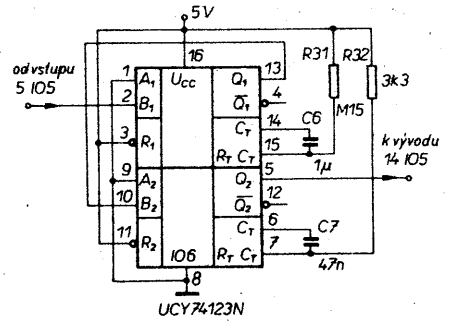 5V
16
13
R31
R32
1
A₁
UCC
Q₁
od vstupu
5 IO5
2
B₁
Q̅₁
4
3k3
M15
14
C6
CT
3
R₁
15
RT CT
1µ
k vývodu
14 IO5
9
A₂
Q₂
5
10
B₂
Q̅₂
12
6
C7
CT
11
R₂
7
IO6
RT CT
47n
8
UCY74123N